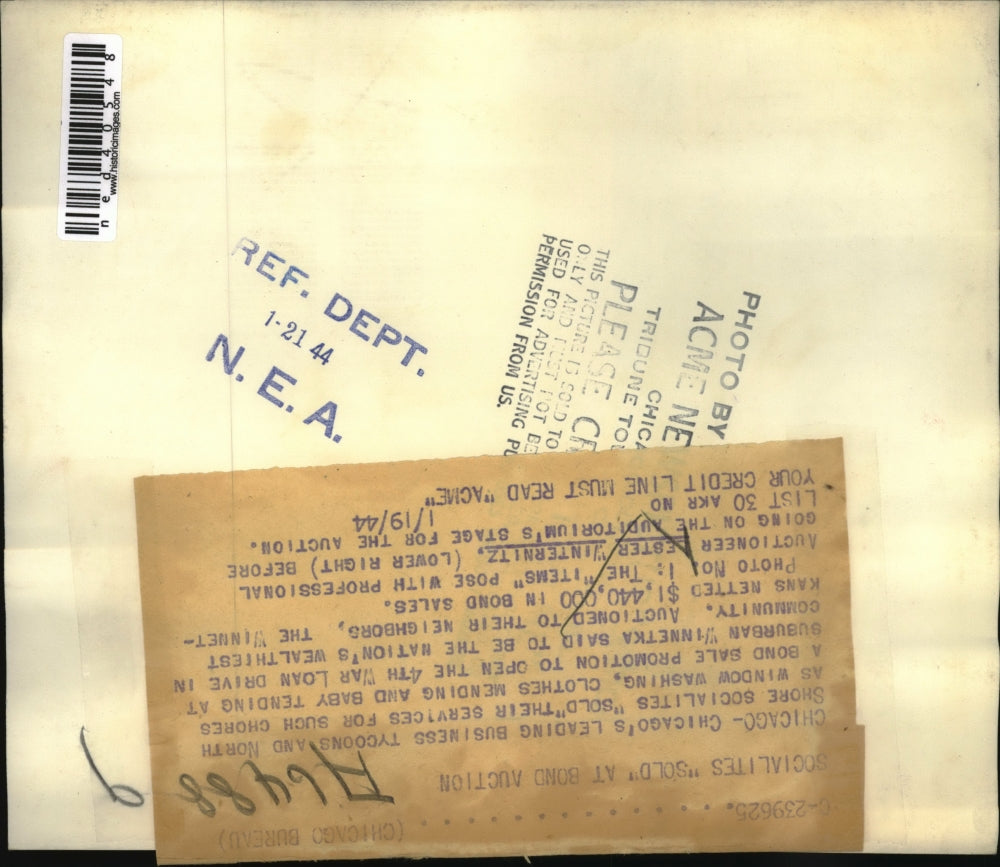 ned40548
www.historicimages.com
REF. DEPT.
1-21 44
N. E. A.
PHOTO BY
ACME NE
CHICA
TRIBUNE TO
PLEASE CR
THIS PICTURE IS SOLD TO
ONLY AND MUST NOT BE
USED FOR ADVERTISING PU
PERMISSION FROM US.
C-239625 . . . . . . . . . . . . . (CHICAGO BUREAU)
SOCIALITES "SOLD" AT BOND AUCTION
CHICAGO- CHICAGO'S LEADING BUSINESS TYCOONS AND NORTH
SHORE SOCIALITES "SOLD" THEIR SERVICES FOR SUCH CHORES
AS WINDOW WASHING, CLOTHES MENDING AND BABY TENDING AT
A BOND SALE PROMOTION TO OPEN THE 4TH WAR LOAN DRIVE IN
SUBURBAN WINNETKA SAID TO BE THE NATION'S WEALTHIEST
COMMUNITY. AUCTIONED TO THEIR NEIGHBORS, THE WINNET-
KANS NETTED $1,440,000 IN BOND SALES.
PHOTO NO. 1: THE "ITEMS" POSE WITH PROFESSIONAL
AUCTIONEER LESTER WINTERNITZ, (LOWER RIGHT) BEFORE
GOING ON THE AUDITORIUM'S STAGE FOR THE AUCTION.
LIST 30 AKR NO 1/19/44
YOUR CREDIT LINE MUST READ "ACME"